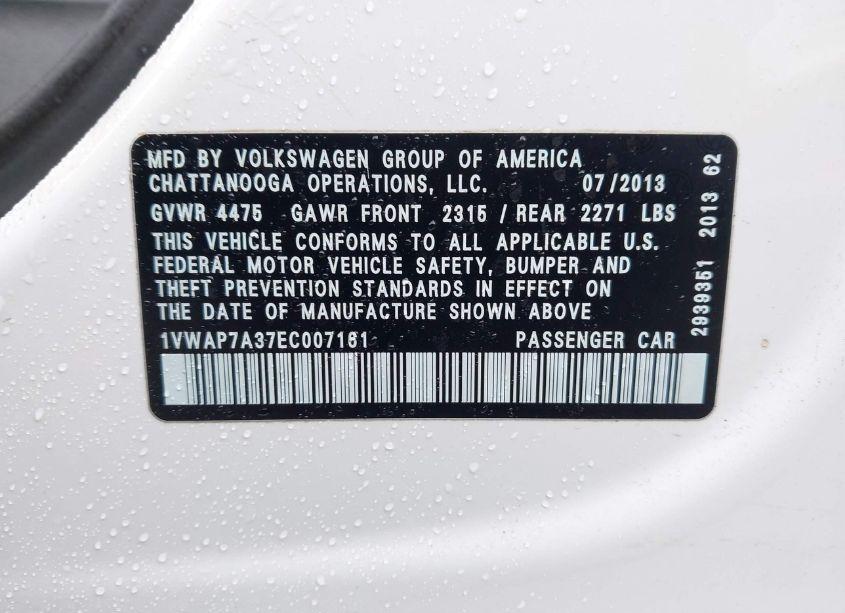 MFD BY VOLKSWAGEN GROUP OF AMERICA
CHATTANOOGA OPERATIONS, LLC. 07/2013
GVWR 4475 GAWR FRONT 2315 / REAR 2271 LBS
THIS VEHICLE CONFORMS TO ALL APPLICABLE U.S.
FEDERAL MOTOR VEHICLE SAFETY, BUMPER AND
THEFT PREVENTION STANDARDS IN EFFECT ON
THE DATE OF MANUFACTURE SHOWN ABOVE
1VWAP7A37EC007161 PASSENGER CAR
2939351 2013 62